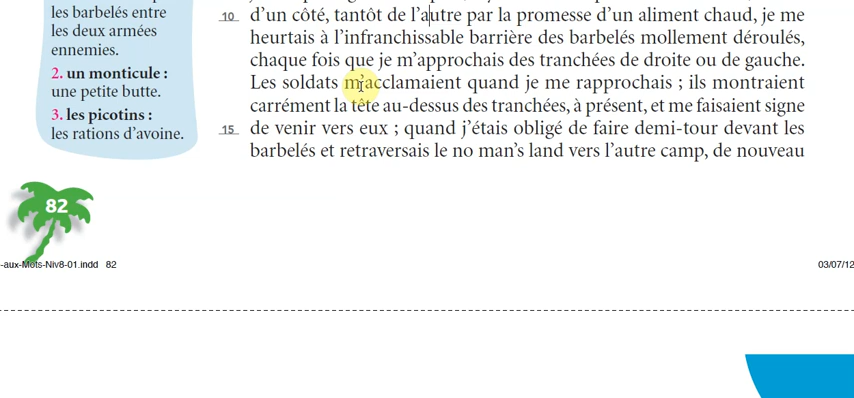 les barbelés entre
les deux armées
ennemies.
2. un monticule :
une petite butte.
3. les picotins :
les rations d'avoine.
10 d'un côté, tantôt de l'autre par la promesse d'un aliment chaud, je me
heurtais à l'infranchissable barrière des barbelés mollement déroulés,
chaque fois que je m'approchais des tranchées de droite ou de gauche.
Les soldats m'acclamaient quand je me rapprochais ; ils montraient
carrément la tête au-dessus des tranchées, à présent, et me faisaient signe
15 de venir vers eux ; quand j'étais obligé de faire demi-tour devant les
barbelés et retraversais le no man's land vers l'autre camp, de nouveau
82
-aux-Mots-Niv8-01.indd 82
03/07/12